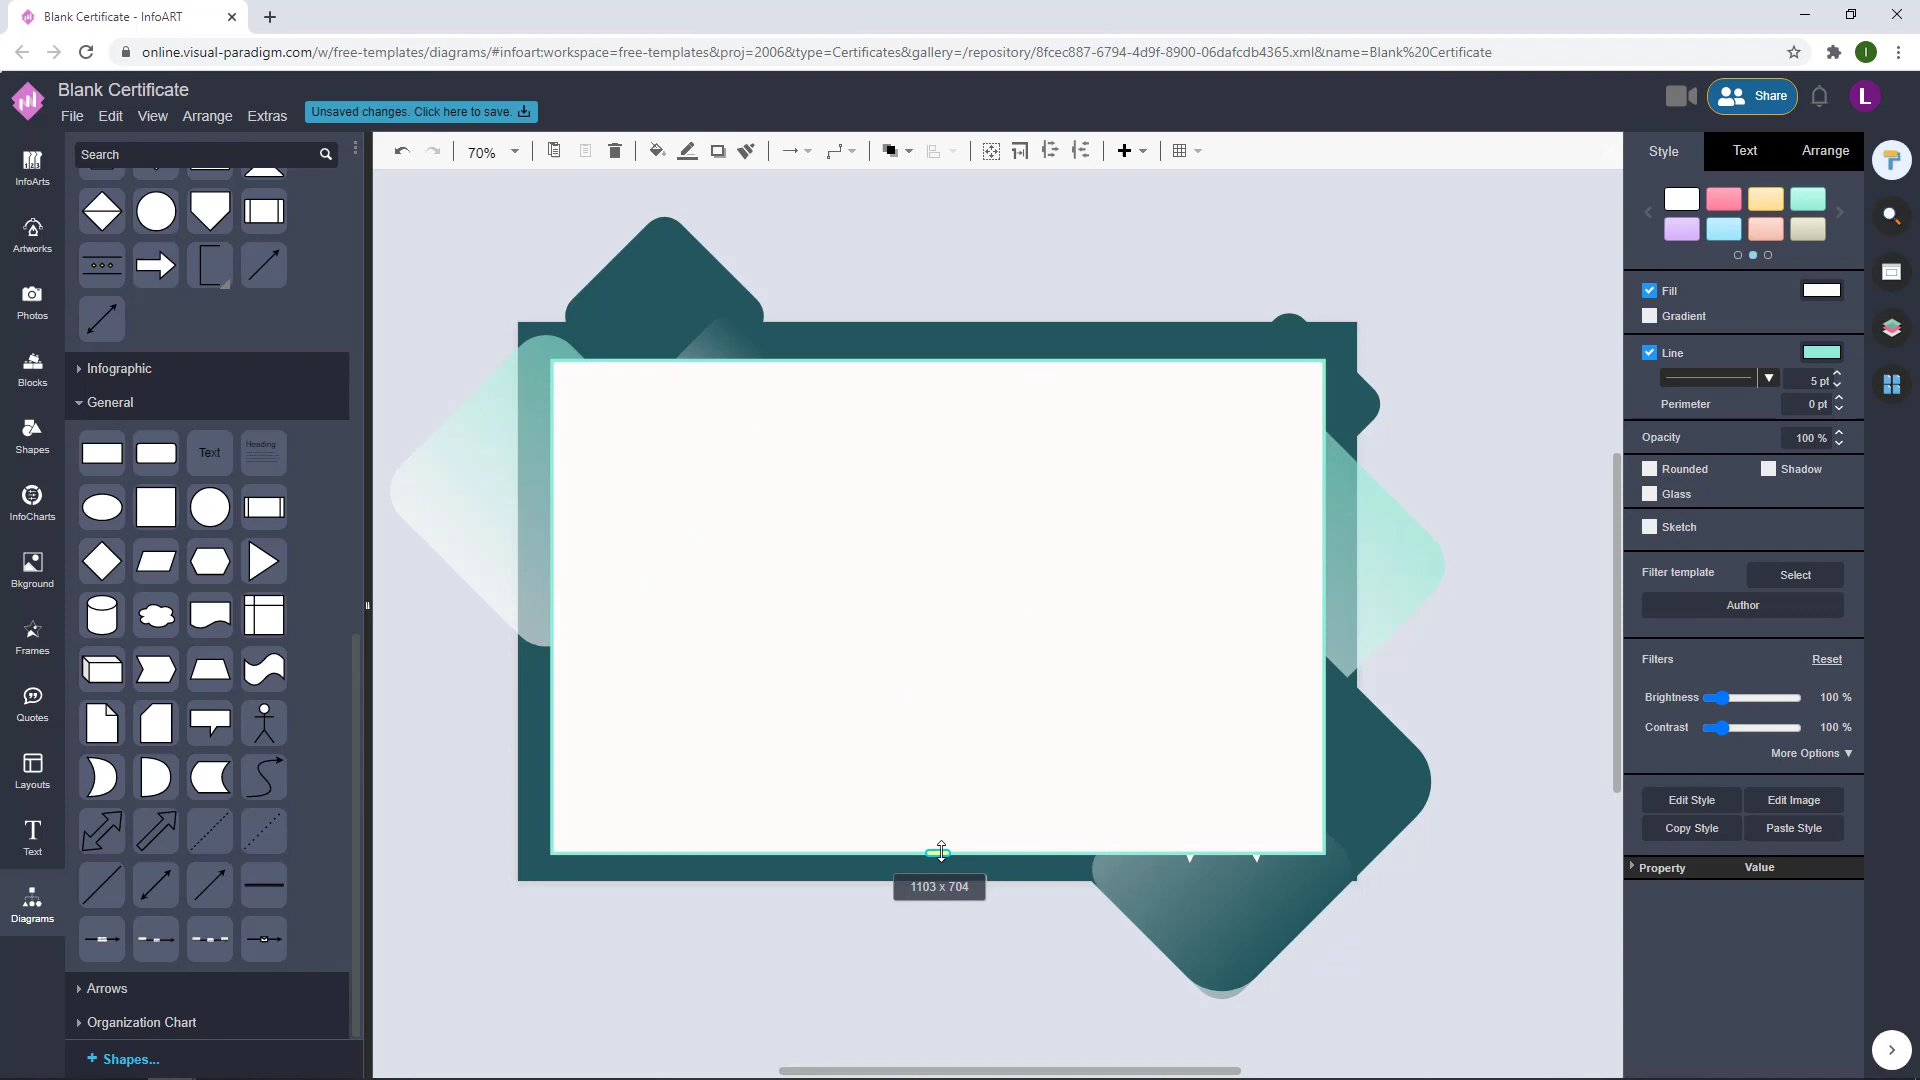 Blank Certificate - InfoART
online.visual-paradigm.com/w/free-templates/diagrams/#infoart:workspace=free-templates&proj=2006&type=Certificates&gallery=/repository/8fcec887-6794-4d9f-8900-06dafcdb4365.xml&name=Blank%20Certificate
I
Blank Certificate
File Edit View Arrange Extras
Unsaved changes. Click here to save.
Share
L
InfoArts
Artworks
Photos
Blocks
Shapes
InfoCharts
Bkground
Frames
Quotes
Layouts
Text
Diagrams
Search
Infographic
General
Text
Heading
Arrows
Organization Chart
+ Shapes...
70%
1103 x 704
Style Text Arrange
Fill
Gradient
Line
5 pt
Perimeter 0 pt
Opacity 100 %
Rounded Shadow
Glass
Sketch
Filter template Select
Author
Filters Reset
Brightness 100 %
Contrast 100 %
More Options
Edit Style Edit Image
Copy Style Paste Style
Property Value